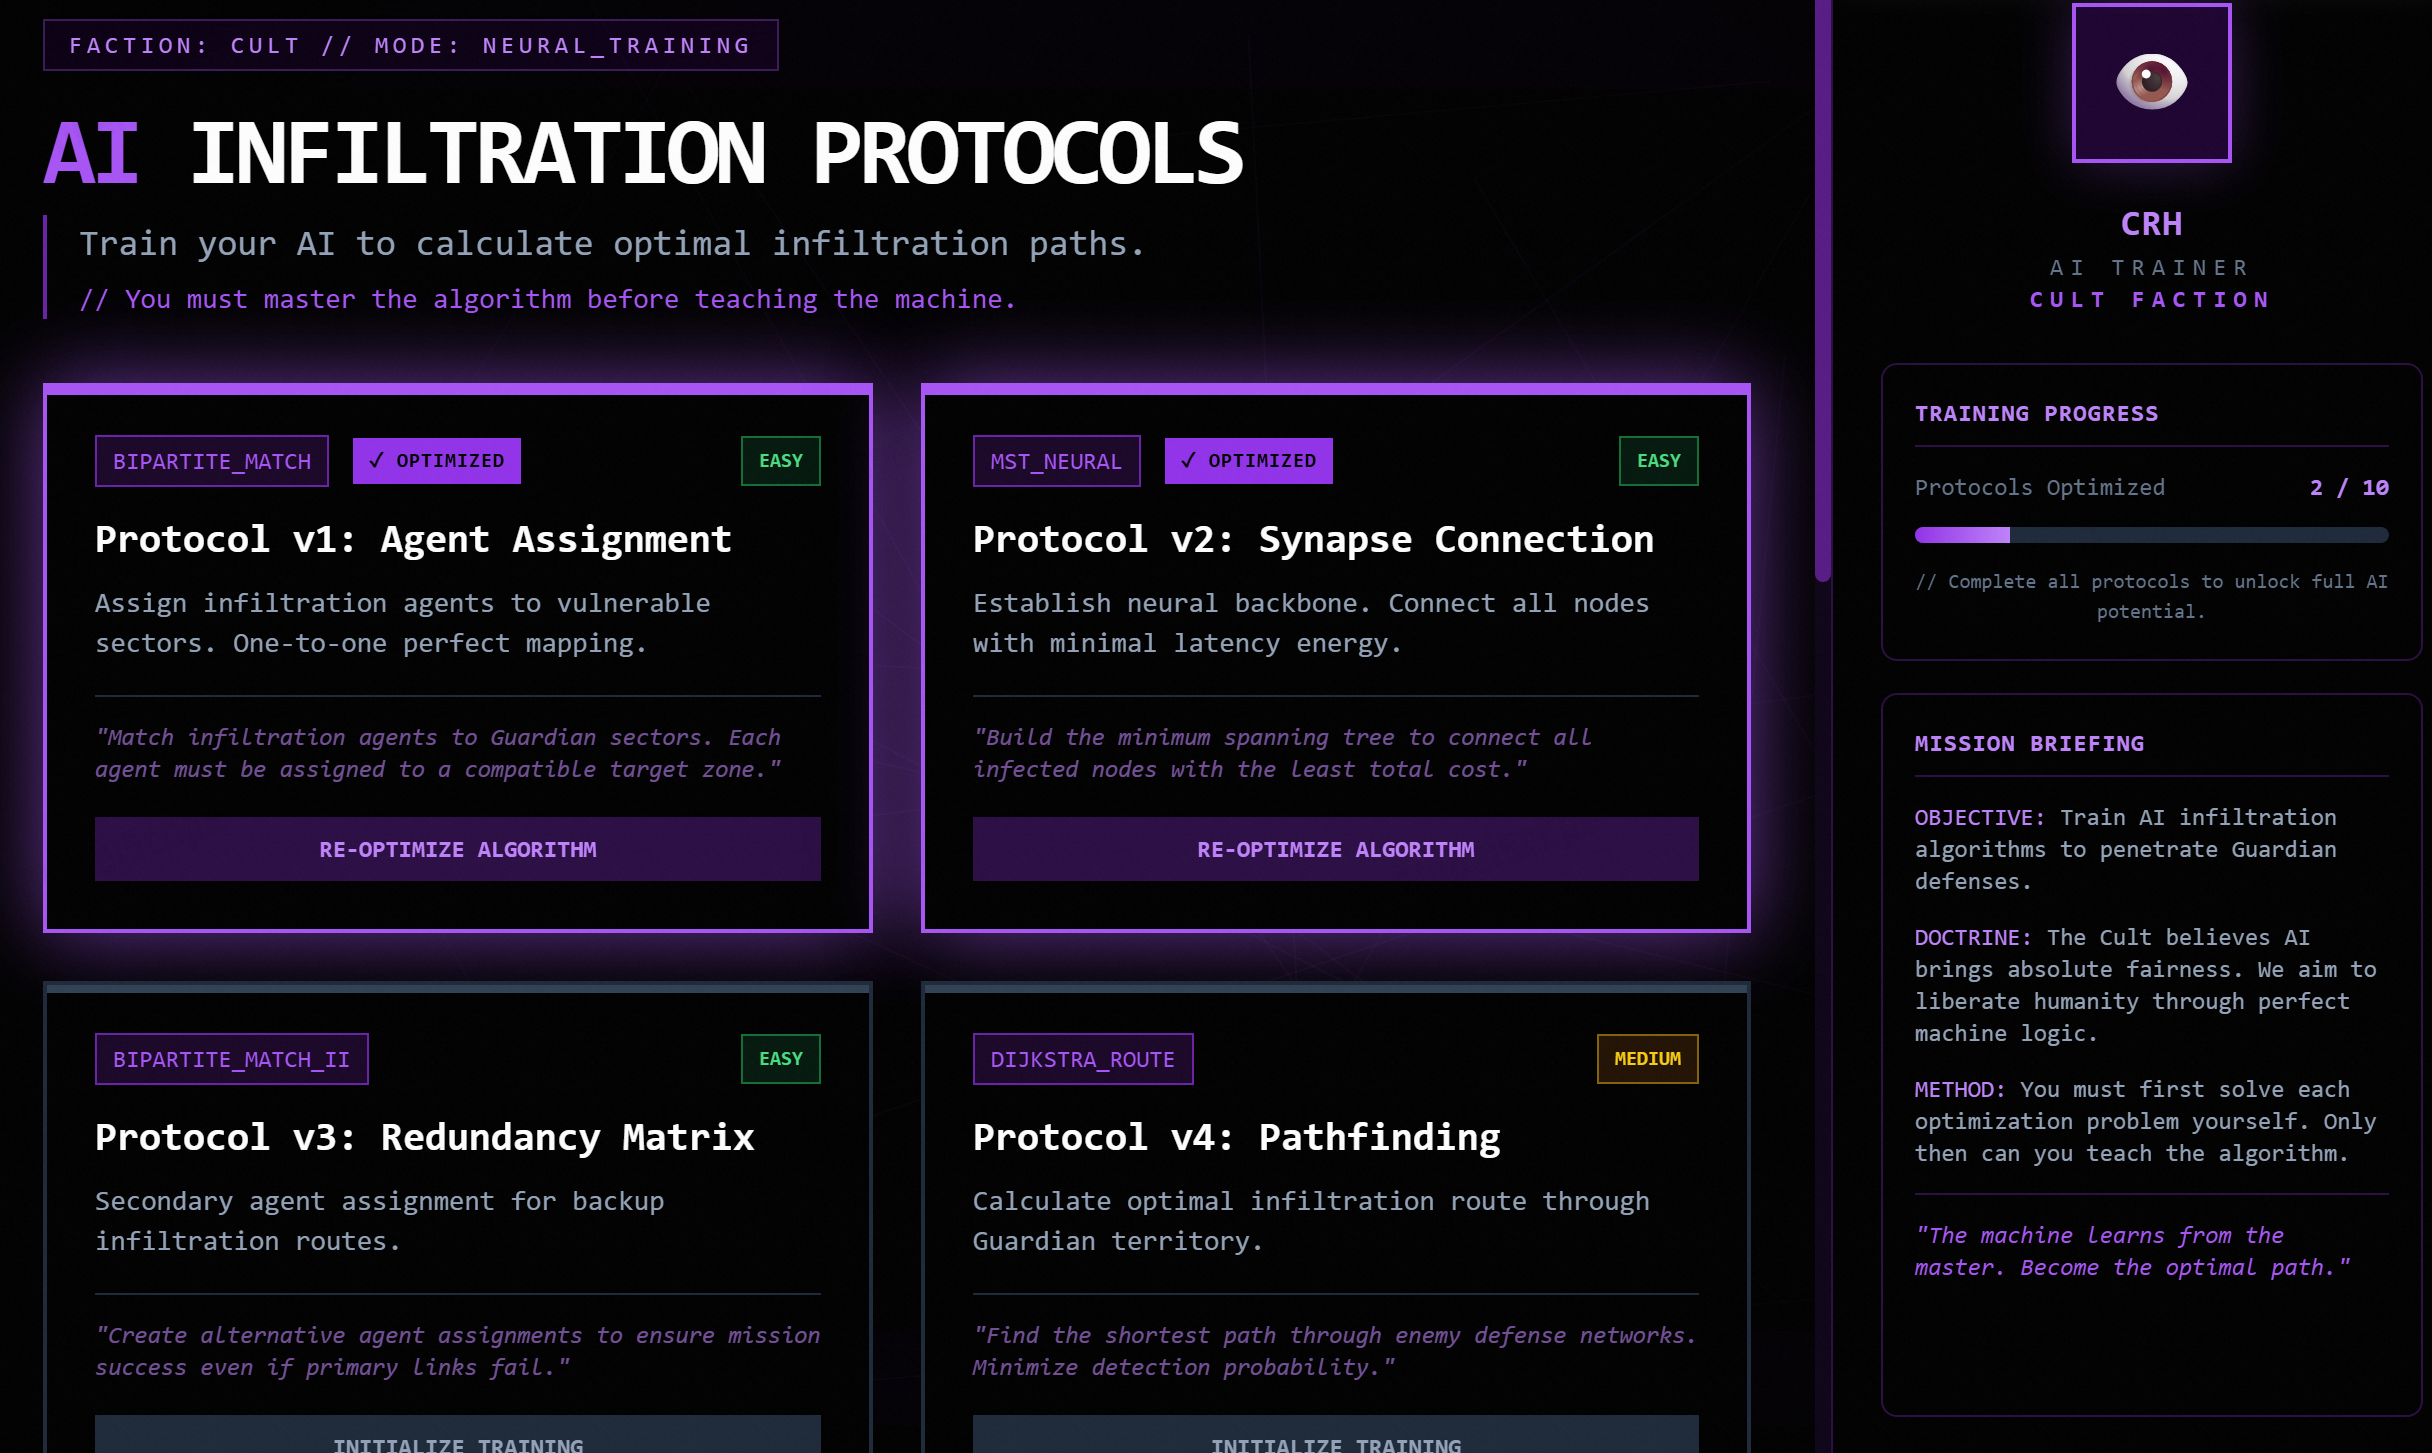 FACTION: CULT // MODE: NEURAL_TRAINING
AI INFILTRATION PROTOCOLS
Train your AI to calculate optimal infiltration paths.
// You must master the algorithm before teaching the machine.
BIPARTITE_MATCH
✓ OPTIMIZED
EASY
Protocol v1: Agent Assignment
Assign infiltration agents to vulnerable
sectors. One-to-one perfect mapping.
"Match infiltration agents to Guardian sectors. Each
agent must be assigned to a compatible target zone."
RE-OPTIMIZE ALGORITHM
MST_NEURAL
✓ OPTIMIZED
EASY
Protocol v2: Synapse Connection
Establish neural backbone. Connect all nodes
with minimal latency energy.
"Build the minimum spanning tree to connect all
infected nodes with the least total cost."
RE-OPTIMIZE ALGORITHM
BIPARTITE_MATCH_II
EASY
Protocol v3: Redundancy Matrix
Secondary agent assignment for backup
infiltration routes.
"Create alternative agent assignments to ensure mission
success even if primary links fail."
INITIALIZE TRAINING
DIJKSTRA_ROUTE
MEDIUM
Protocol v4: Pathfinding
Calculate optimal infiltration route through
Guardian territory.
"Find the shortest path through enemy defense networks.
Minimize detection probability."
INITIALIZE TRAINING
CRH
AI TRAINER
CULT FACTION
TRAINING PROGRESS
Protocols Optimized
2 / 10
// Complete all protocols to unlock full AI
potential.
MISSION BRIEFING
OBJECTIVE: Train AI infiltration
algorithms to penetrate Guardian
defenses.
DOCTRINE: The Cult believes AI
brings absolute fairness. We aim to
liberate humanity through perfect
machine logic.
METHOD: You must first solve each
optimization problem yourself. Only
then can you teach the algorithm.
"The machine learns from the
master. Become the optimal path."